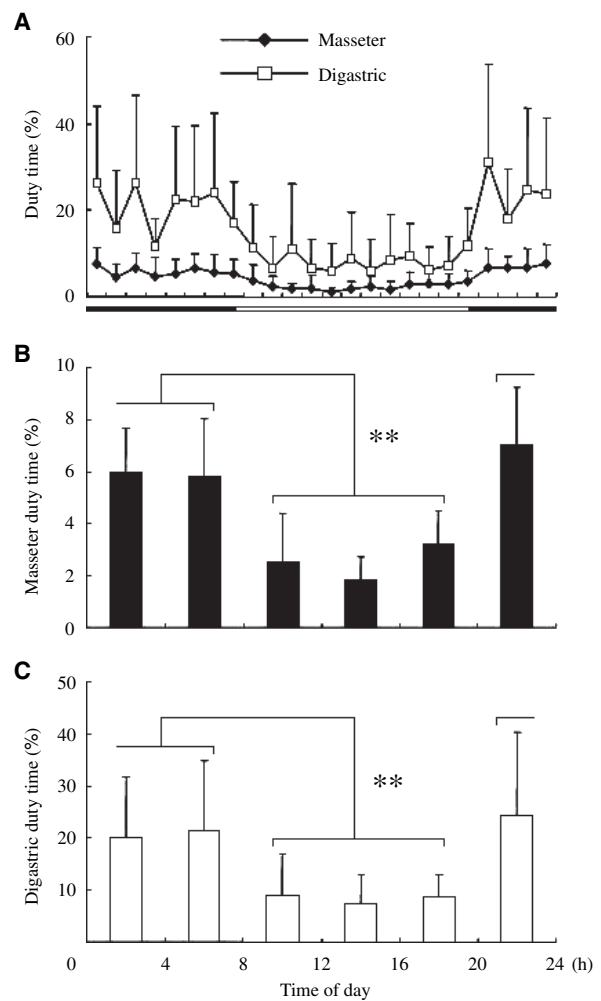 A
60
40
20
0
Duty time (%)
Masseter
Digastric
B
10
8
6
4
2
0
Masseter duty time (%)
**
C
50
40
30
20
10
Digastric duty time (%)
**
0 4 8 12 16 20 24 (h)
Time of day